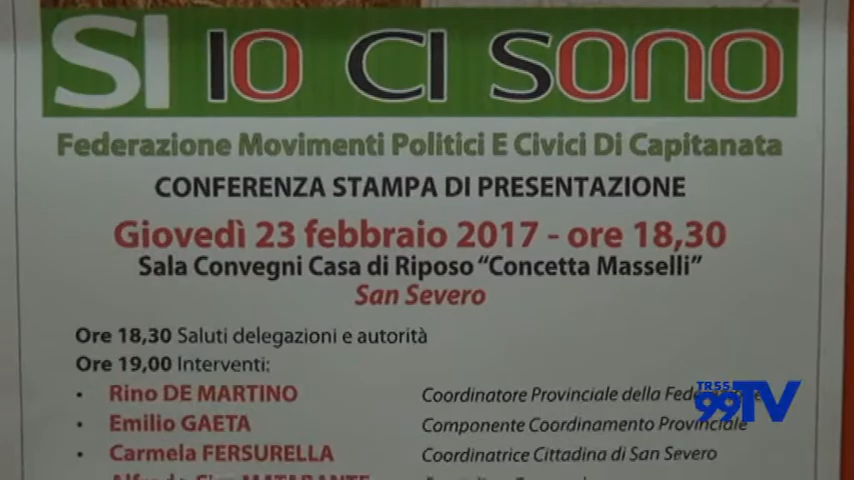 SI IO CI SONO
Federazione Movimenti Politici E Civici Di Capitanata
CONFERENZA STAMPA DI PRESENTAZIONE
Giovedì 23 febbraio 2017 - ore 18,30
Sala Convegni Casa di Riposo “Concetta Masselli”
San Severo
Ore 18,30 Saluti delegazioni e autorità
Ore 19,00 Interventi:
• Rino DE MARTINO Coordinatore Provinciale della Federazione
• Emilio GAETA Componente Coordinamento Provinciale
• Carmela FERSURELLA Coordinatrice Cittadina di San Severo
TRSS
99TV